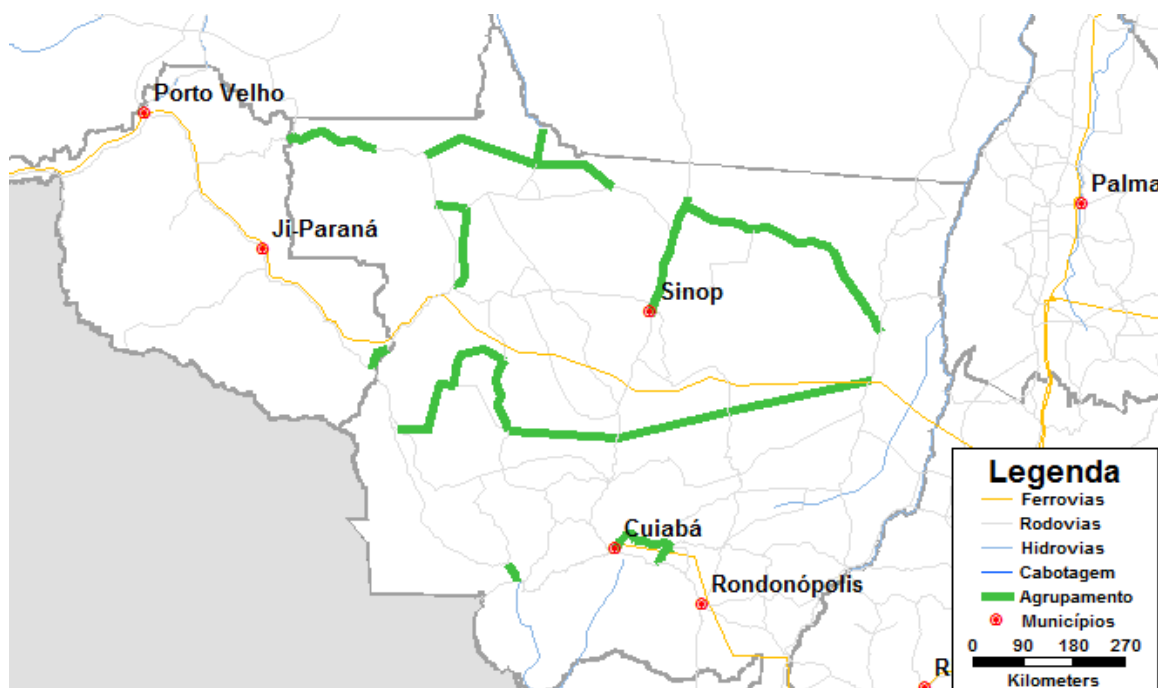 Porto Velho
Palma
Ji-Paraná
Sinop
Cuiabá
Rondonópolis
R
Legenda
Ferrovias
Rodovias
Hidrovias
Cabotagem
Agrupamento
Municípios
0 90 180 270
Kilometers